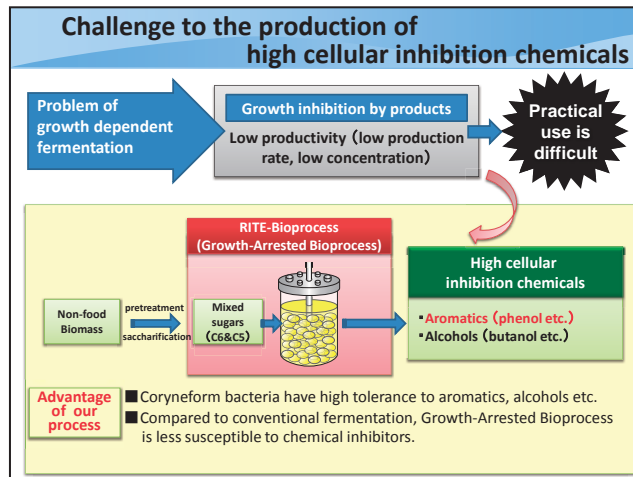 Challenge to the production of
high cellular inhibition chemicals
Problem of
growth dependent
fermentation
Growth inhibition by products
Low productivity (low production
rate, low concentration)
Practical
use is
difficult
RITE-Bioprocess
(Growth-Arrested Bioprocess)
High cellular
inhibition chemicals
Non-food
Biomass
pretreatment
saccharification
Mixed
sugars
(C6&C5)
▪Aromatics (phenol etc.)
▪Alcohols (butanol etc.)
Advantage
of our
process
■ Coryneform bacteria have high tolerance to aromatics, alcohols etc.
■ Compared to conventional fermentation, Growth-Arrested Bioprocess
is less susceptible to chemical inhibitors.